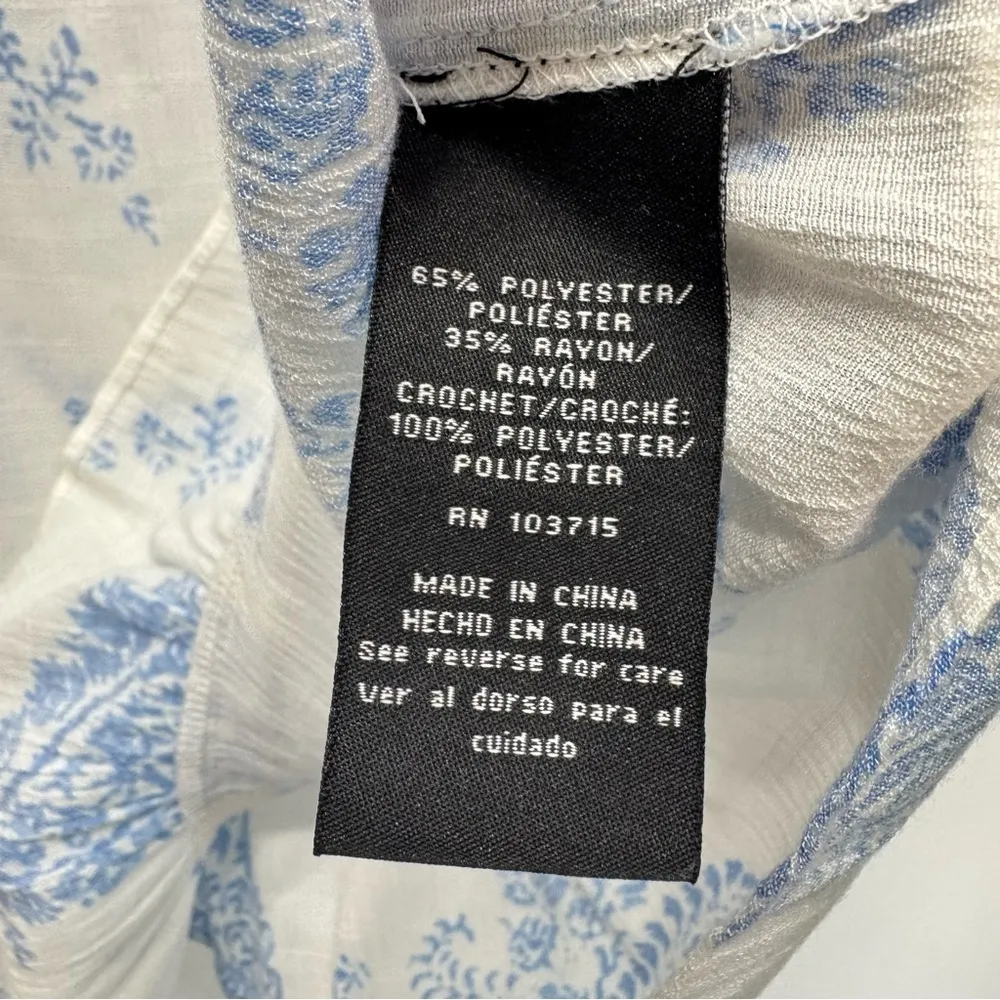 65% POLYESTER/
POLIÉSTER
35% RAYON/
RAYÓN
CROCHET/CROCHÉ:
100% POLYESTER/
POLIÉSTER
RN 103715
MADE IN CHINA
HECHO EN CHINA
See reverse for care
ver al dorso para el
cuidado